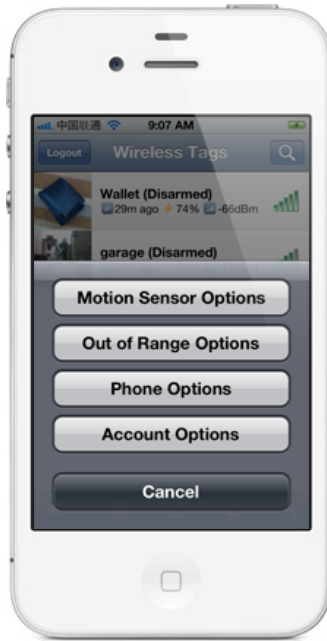 中国联通 9:07 AM
Logout Wireless Tags
Wallet (Disarmed)
29m ago 74% -66dBm
garage (Disarmed)
Motion Sensor Options
Out of Range Options
Phone Options
Account Options
Cancel